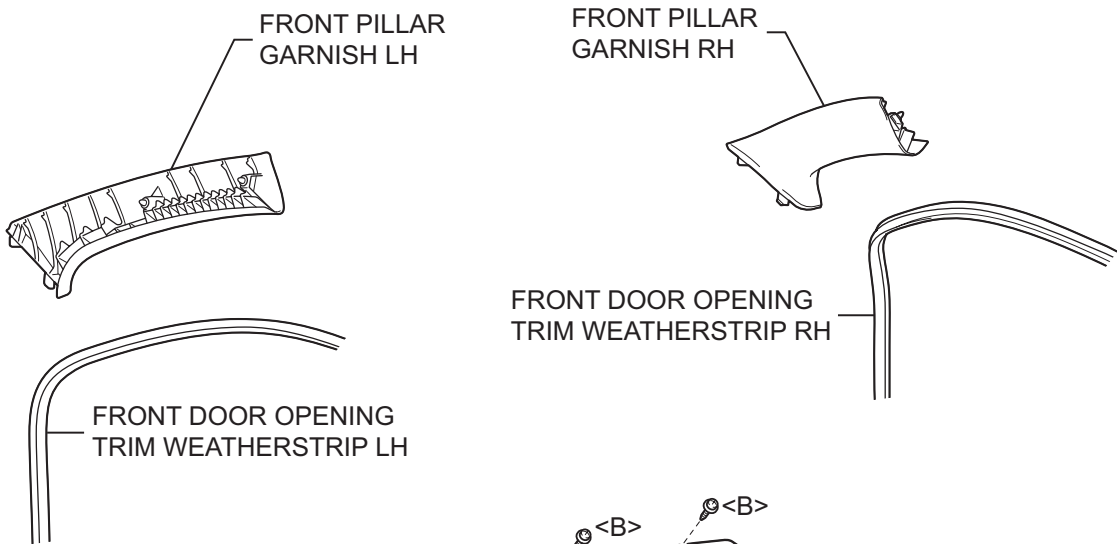 FRONT PILLAR
GARNISH LH
FRONT PILLAR
GARNISH RH
FRONT DOOR OPENING
TRIM WEATHERSTRIP RH
FRONT DOOR OPENING
TRIM WEATHERSTRIP LH
<B>
<B>